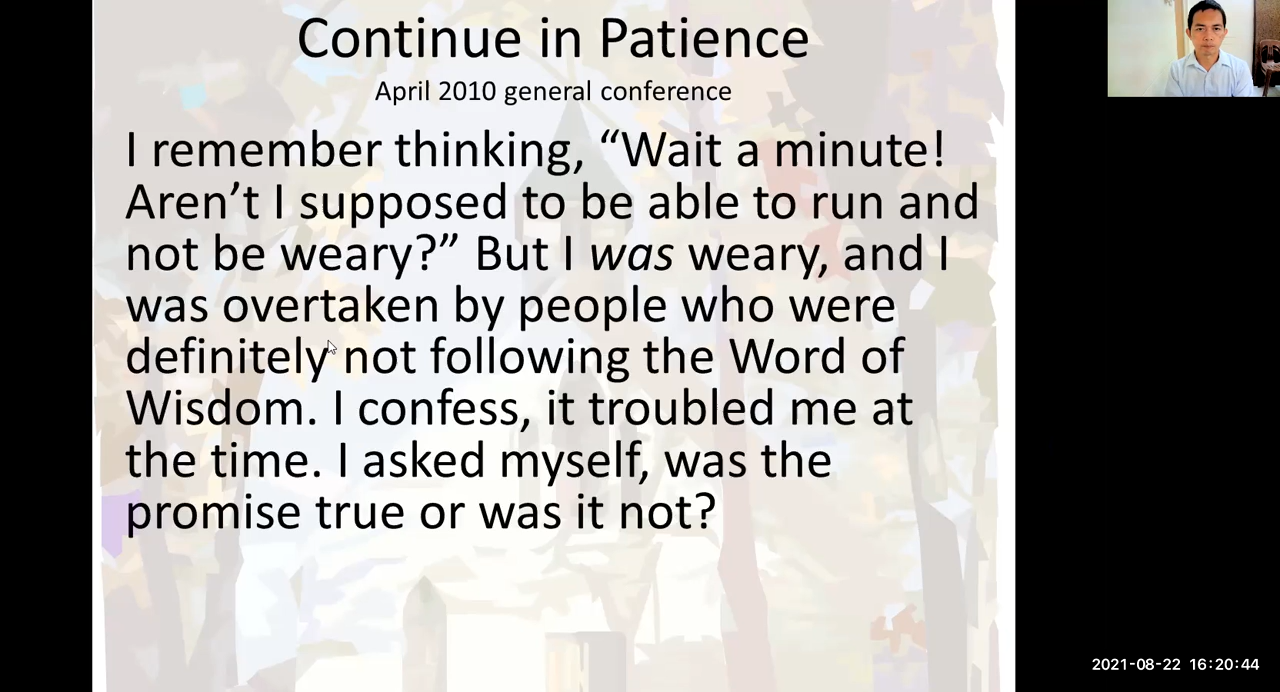 Continue in Patience
April 2010 general conference
I remember thinking, “Wait a minute!
Aren’t I supposed to be able to run and
not be weary?” But I was weary, and I
was overtaken by people who were
definitely not following the Word of
Wisdom. I confess, it troubled me at
the time. I asked myself, was the
promise true or was it not?
2021-08-22 16:20:44